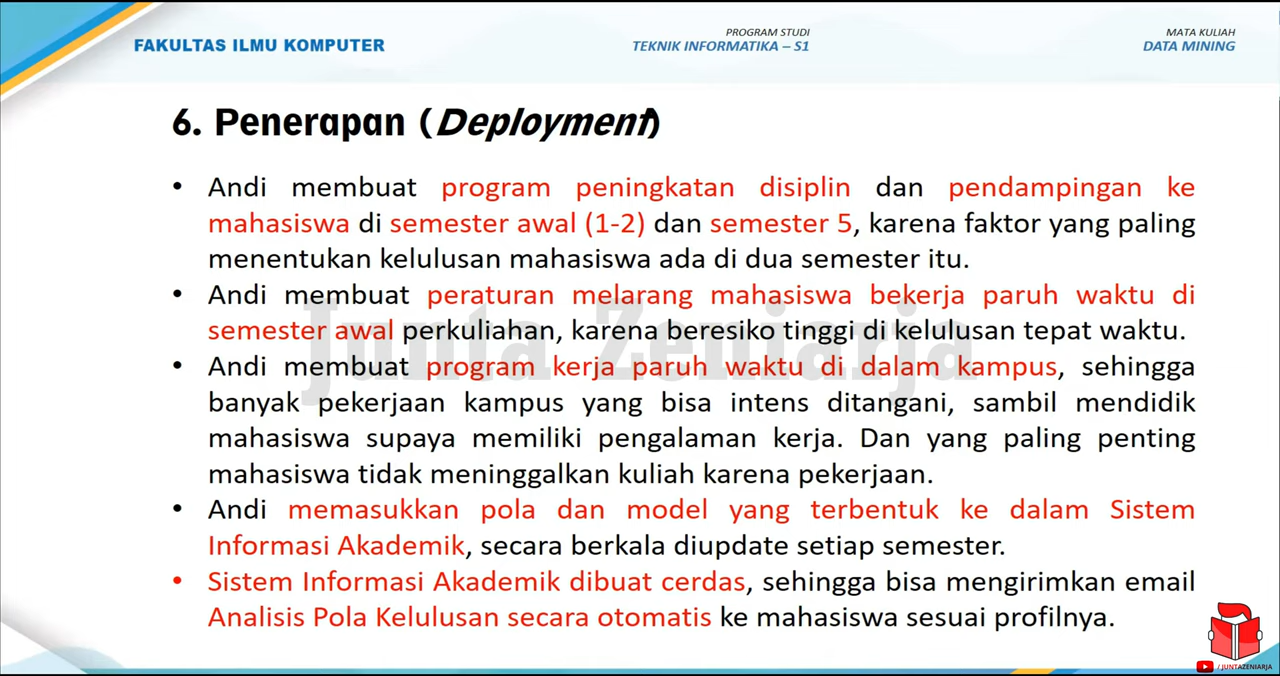 FAKULTAS ILMU KOMPUTER
PROGRAM STUDI
TEKNIK INFORMATIKA – S1
MATA KULIAH
DATA MINING
6. Penerapan (Deployment)
• Andi membuat program peningkatan disiplin dan pendampingan ke
mahasiswa di semester awal (1-2) dan semester 5, karena faktor yang paling
menentukan kelulusan mahasiswa ada di dua semester itu.
• Andi membuat peraturan melarang mahasiswa bekerja paruh waktu di
semester awal perkuliahan, karena beresiko tinggi di kelulusan tepat waktu.
• Andi membuat program kerja paruh waktu di dalam kampus, sehingga
banyak pekerjaan kampus yang bisa intens ditangani, sambil mendidik
mahasiswa supaya memiliki pengalaman kerja. Dan yang paling penting
mahasiswa tidak meninggalkan kuliah karena pekerjaan.
• Andi memasukkan pola dan model yang terbentuk ke dalam Sistem
Informasi Akademik, secara berkala diupdate setiap semester.
• Sistem Informasi Akademik dibuat cerdas, sehingga bisa mengirimkan email
Analisis Pola Kelulusan secara otomatis ke mahasiswa sesuai profilnya.
Junta Zeniarja
/ JUNTAZENIARJA